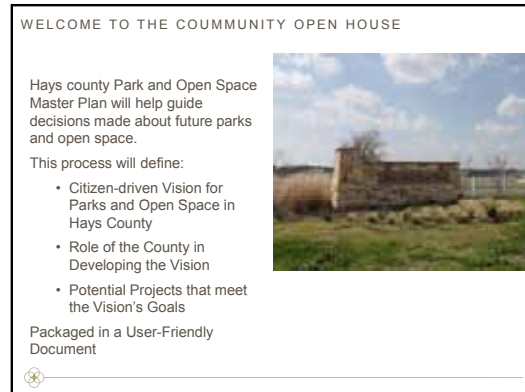 WELCOME TO THE COUMMUNITY OPEN HOUSE
Hays county Park and Open Space
Master Plan will help guide
decisions made about future parks
and open space.
This process will define:
• Citizen-driven Vision for
Parks and Open Space in
Hays County
• Role of the County in
Developing the Vision
• Potential Projects that meet
the Vision's Goals
Packaged in a User-Friendly
Document